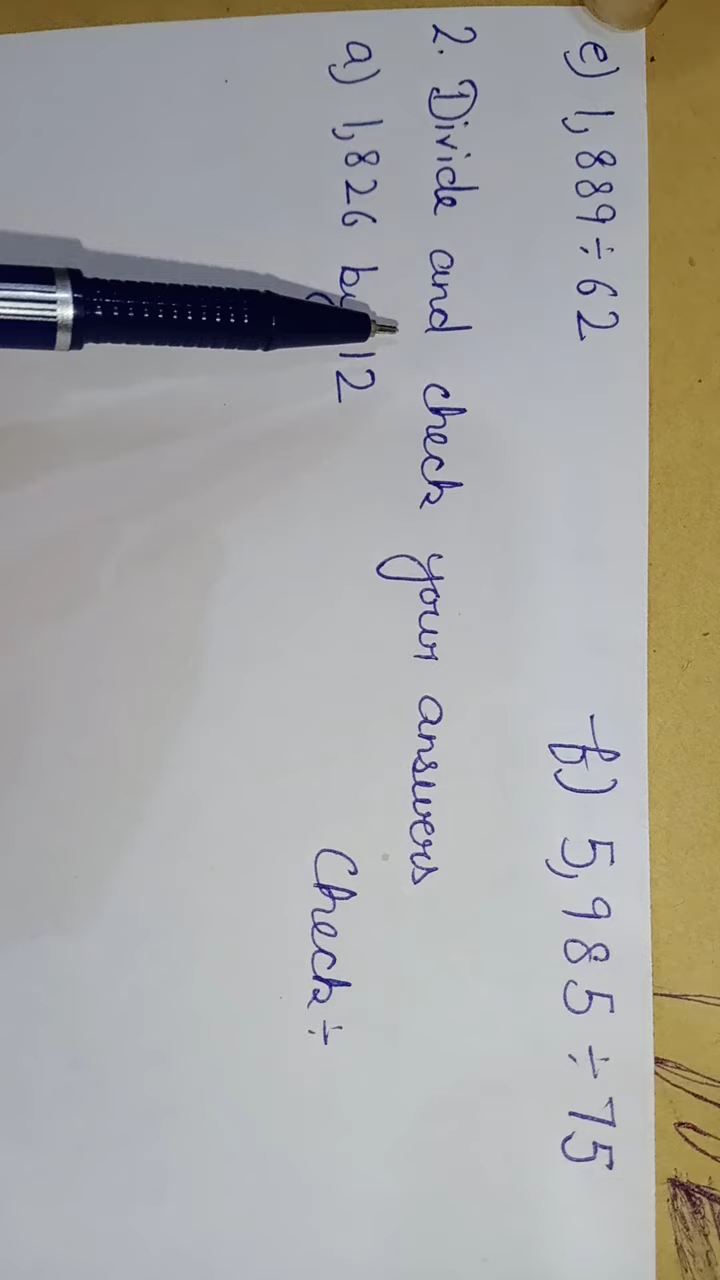 e) 1,889÷62 f) 5,985÷75
2. Divide and check your answers
a) 1,826 by 12
Check÷